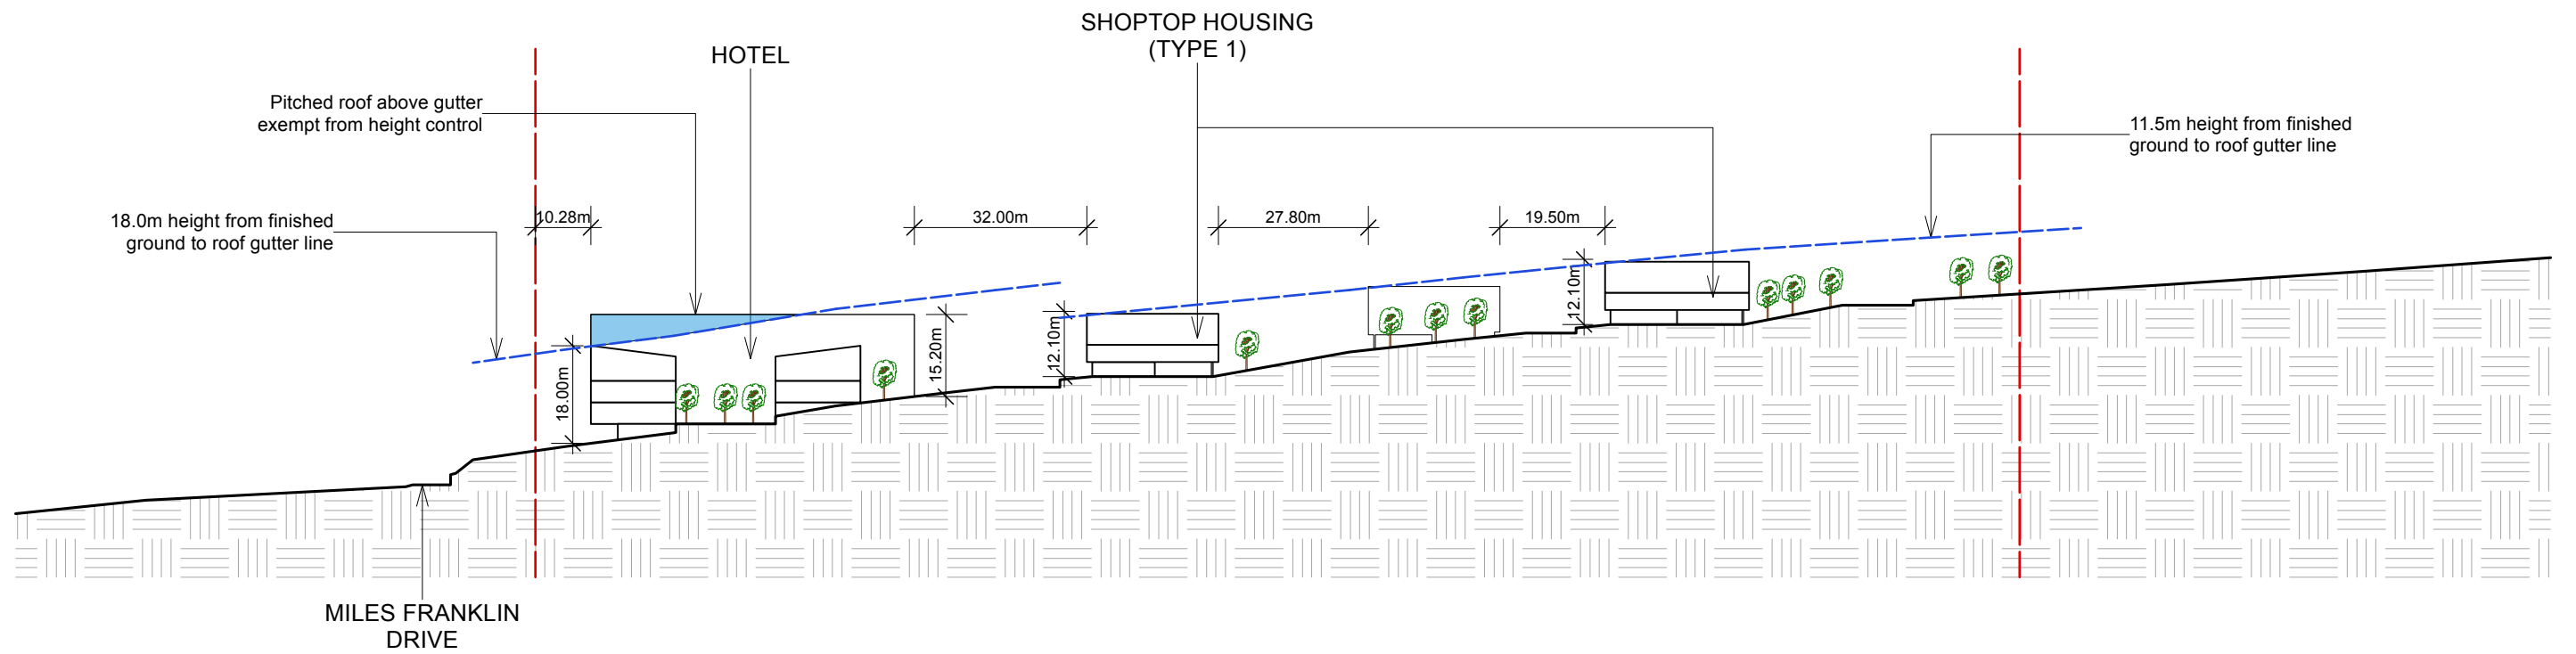 SHOPTOP HOUSING
(TYPE 1)
HOTEL
Pitched roof above gutter
exempt from height control
11.5m height from finished
ground to roof gutter line
18.0m height from finished
ground to roof gutter line
10.28m
32.00m
27.80m
19.50m
18.00m
15.20m
12.10m
12.10m
MILES FRANKLIN
DRIVE